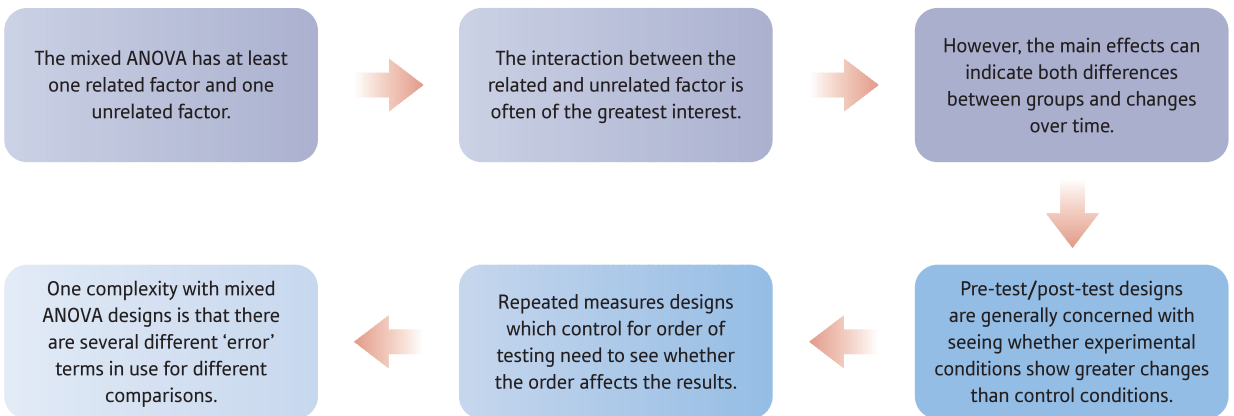 The mixed ANOVA has at least
one related factor and one
unrelated factor.
The interaction between the
related and unrelated factor is
often of the greatest interest.
However, the main effects can
indicate both differences
between groups and changes
over time.
Pre-test/post-test designs
are generally concerned with
seeing whether experimental
conditions show greater changes
than control conditions.
Repeated measures designs
which control for order of
testing need to see whether
the order affects the results.
One complexity with mixed
ANOVA designs is that there
are several different ‘error’
terms in use for different
comparisons.